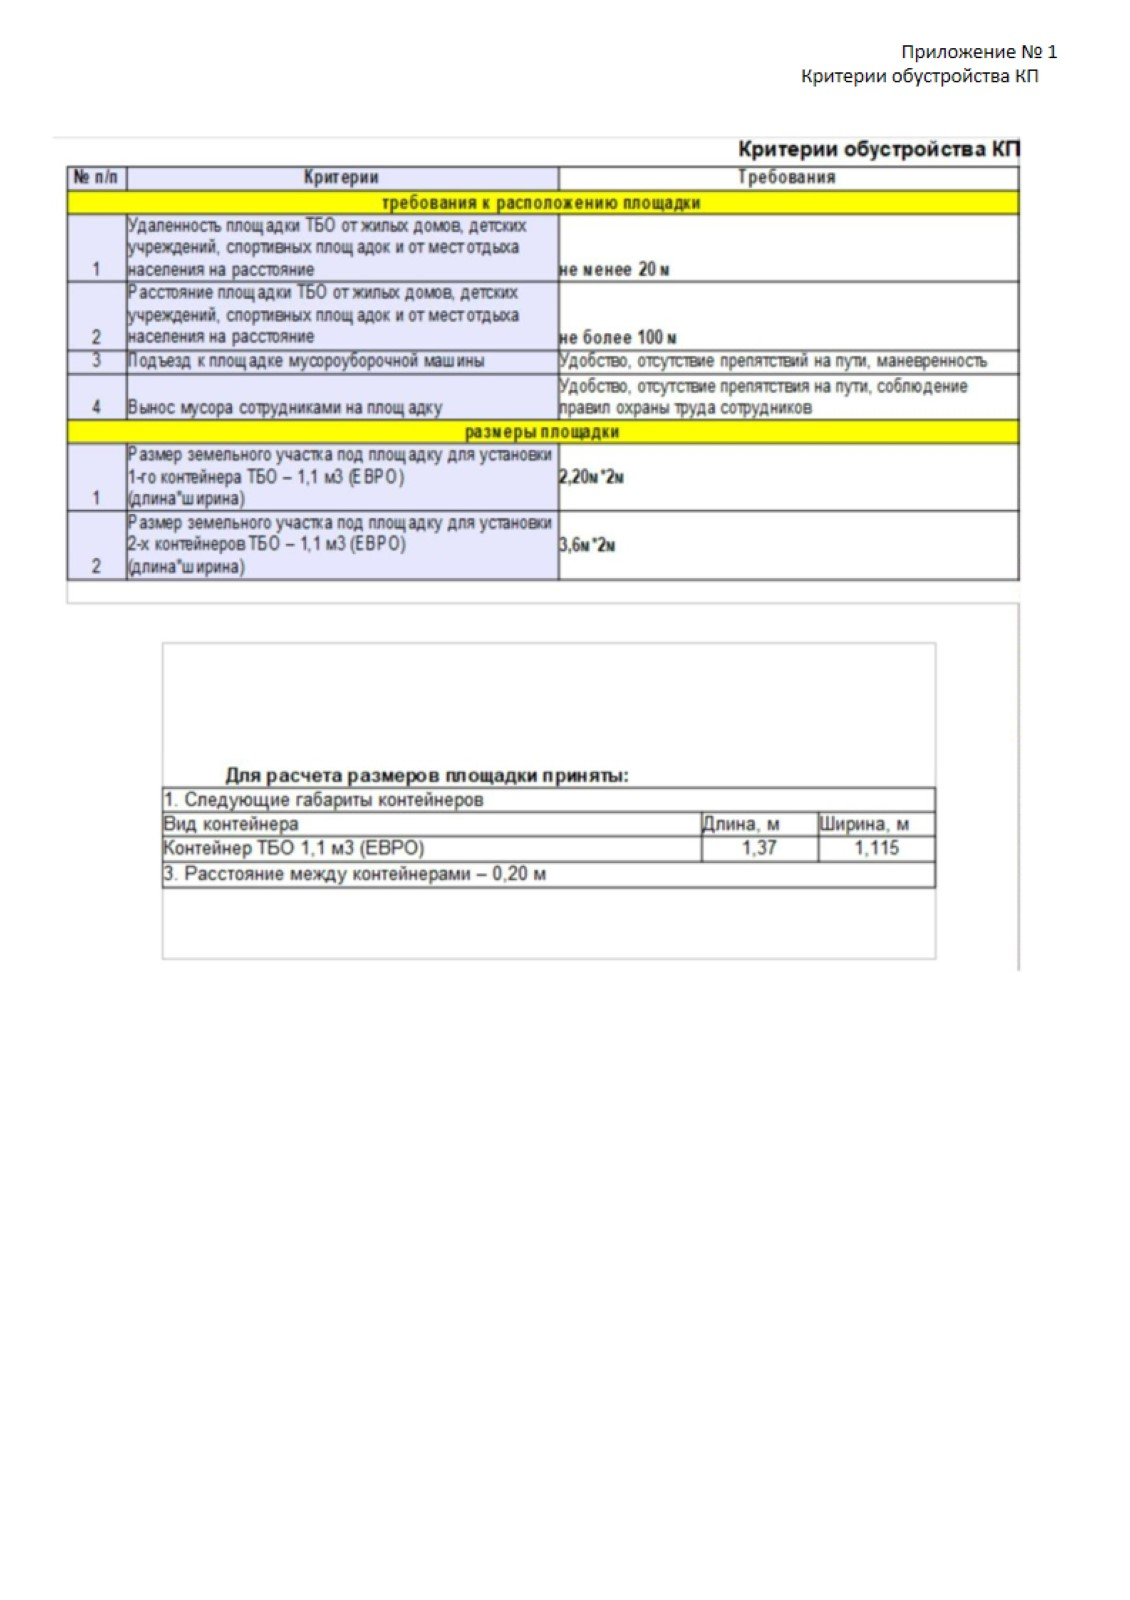 Приложение № 1
Критерии обустройства КП
Критерии обустройства КП
№ п/п Критерии Требования
требования к расположению площадки
Удаленность площадки ТБО от жилых домов, детских
учреждений, спортивных площадок и от мест отдыха
1 населения на расстояние не менее 20 м
Расстояние площадки ТБО от жилых домов, детских
учреждений, спортивных площадок и от мест отдыха
2 населения на расстояние не более 100 м
3 Подъезд к площадке мусороуборочной машины Удобство, отсутствие препятствий на пути, маневренность
Удобство, отсутствие препятствия на пути, соблюдение
4 Вынос мусора сотрудниками на площадку правил охраны труда сотрудников
размеры площадки
Размер земельного участка под площадку для установки
1-го контейнера ТБО – 1,1 м3 (ЕВРО) 2,20м*2м
1 (длина*ширина)
Размер земельного участка под площадку для установки
2-х контейнеров ТБО – 1,1 м3 (ЕВРО) 3,6м*2м
2 (длина*ширина)
Для расчета размеров площадки приняты:
1. Следующие габариты контейнеров
Вид контейнера Длина, м Ширина, м
Контейнер ТБО 1,1 м3 (ЕВРО) 1,37 1,115
3. Расстояние между контейнерами – 0,20 м